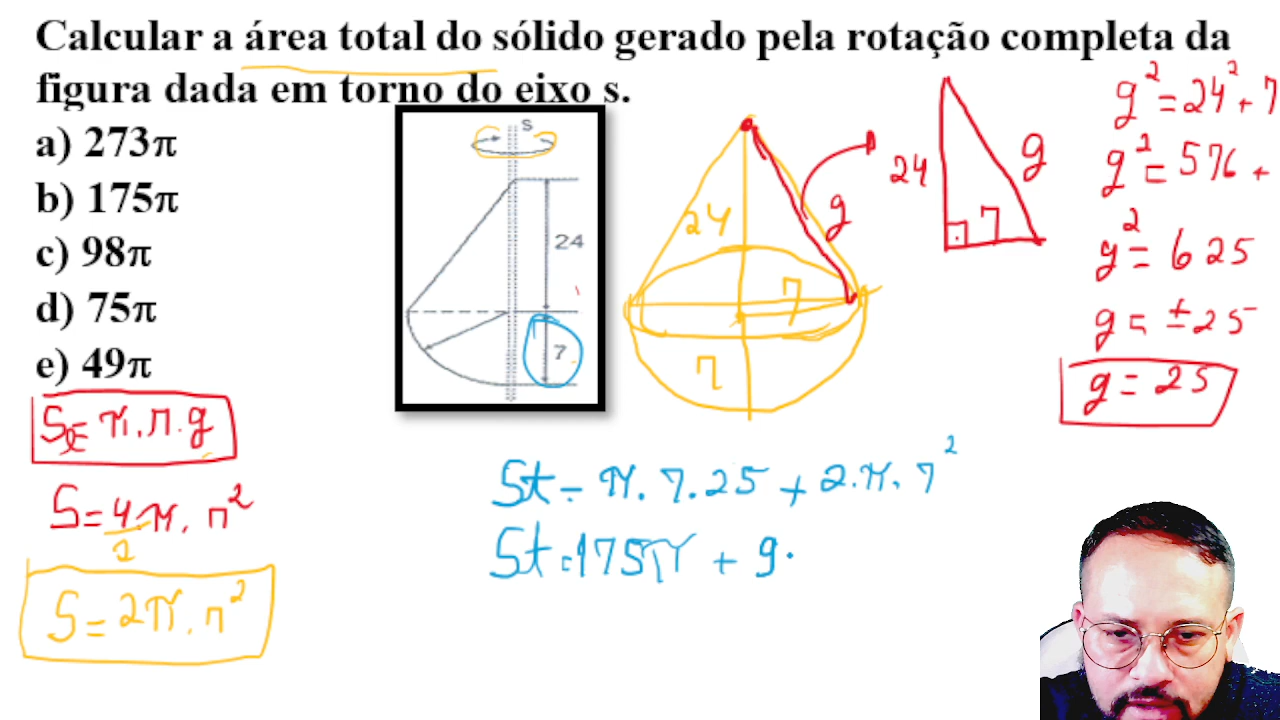 Calcular a área total do sólido gerado pela rotação completa da
figura dada em torno do eixo s.
a) 273π
b) 175π
c) 98π
d) 75π
e) 49π
s
24
7
24
g
7
7
24
g
7
g² = 24² + 7
g² = 576 +
g² = 625
g = ±25
g = 25
Sl = π.r.g
S = 4π.r²
2
S = 2π.r²
St = π.7.25 + 2.π.7²
St = 175π + 9.